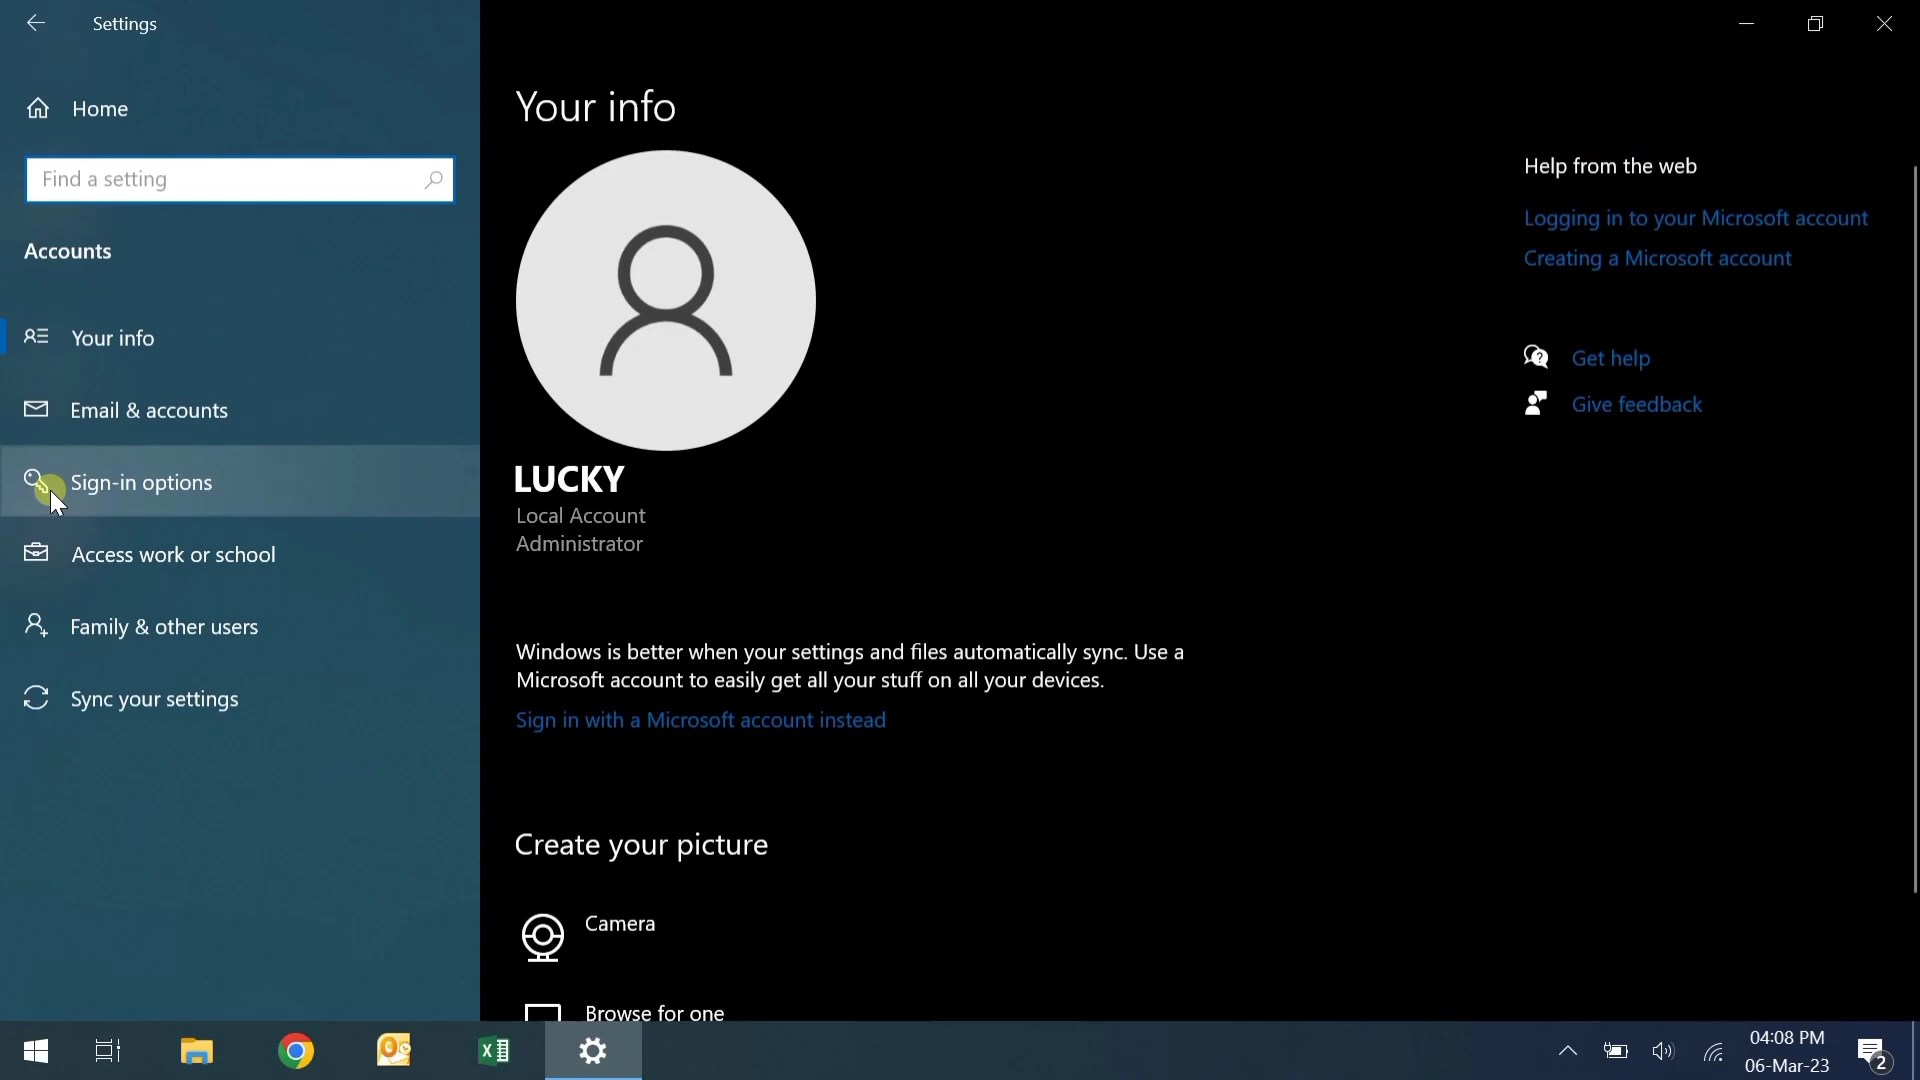 Settings
Home
Find a setting
Accounts
Your info
Email & accounts
Sign-in options
Access work or school
Family & other users
Sync your settings
Your info
LUCKY
Local Account
Administrator
Windows is better when your settings and files automatically sync. Use a
Microsoft account to easily get all your stuff on all your devices.
Sign in with a Microsoft account instead
Create your picture
Camera
Browse for one
Help from the web
Logging in to your Microsoft account
Creating a Microsoft account
Get help
Give feedback
04:08 PM
06-Mar-23
2